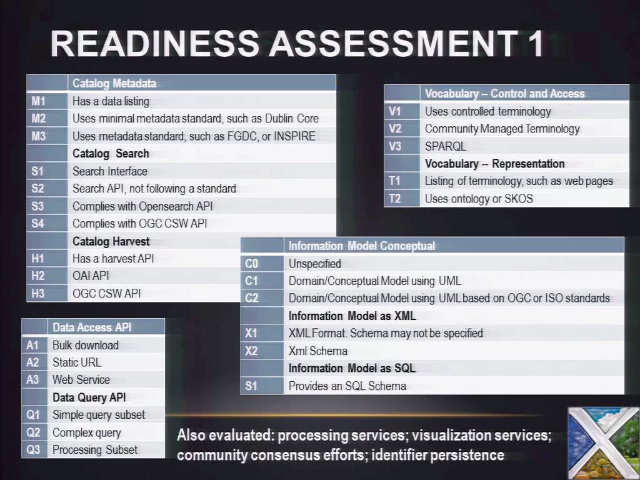 READINESS ASSESSMENT 1
Catalog Metadata
M1 Has a data listing
M2 Uses minimal metadata standard, such as Dublin Core
M3 Uses metadata standard, such as FGDC, or INSPIRE
Catalog Search
S1 Search Interface
S2 Search API, not following a standard
S3 Complies with Opensearch API
S4 Complies with OGC CSW API
Catalog Harvest
H1 Has a harvest API
H2 OAI API
H3 OGC CSW API
Vocabulary – Control and Access
V1 Uses controlled terminology
V2 Community Managed Terminology
V3 SPARQL
Vocabulary -- Representation
T1 Listing of terminology, such as web pages
T2 Uses ontology or SKOS
Information Model Conceptual
C0 Unspecified
C1 Domain/Conceptual Model using UML
C2 Domain/Conceptual Model using UML based on OGC or ISO standards
Information Model as XML
X1 XML Format. Schema may not be specified
X2 Xml Schema
Information Model as SQL
S1 Provides an SQL Schema
Data Access API
A1 Bulk download
A2 Static URL
A3 Web Service
Data Query API
Q1 Simple query subset
Q2 Complex query
Q3 Processing Subset
Also evaluated: processing services; visualization services;
community consensus efforts; identifier persistence